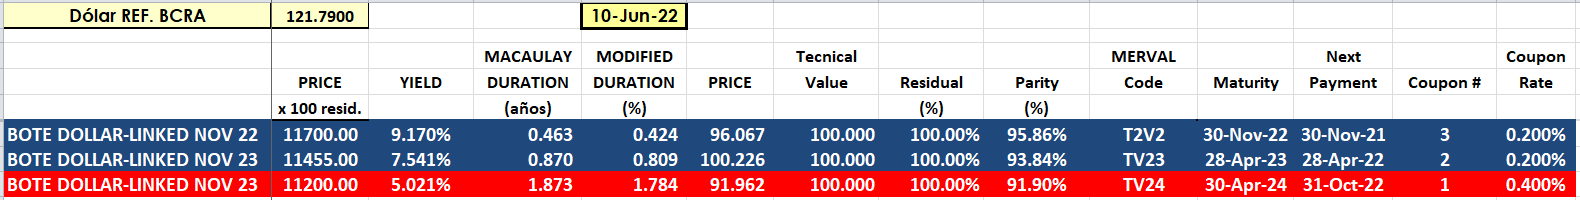 Dólar REF. BCRA 121.7900 10-Jun-22
MACAULAY MODIFIED Tecnical MERVAL Next Coupon
PRICE YIELD DURATION DURATION PRICE Value Residual Parity Code Maturity Payment Coupon # Rate
x 100 resid. (años) (%) (%) (%)
BOTE DOLLAR-LINKED NOV 22 11700.00 9.170% 0.463 0.424 96.067 100.000 100.00% 95.86% T2V2 30-Nov-22 30-Nov-21 3 0.200%
BOTE DOLLAR-LINKED NOV 23 11455.00 7.541% 0.870 0.809 100.226 100.000 100.00% 93.84% TV23 28-Apr-23 28-Apr-22 2 0.200%
BOTE DOLLAR-LINKED NOV 23 11200.00 5.021% 1.873 1.784 91.962 100.000 100.00% 91.90% TV24 30-Apr-24 31-Oct-22 1 0.400%